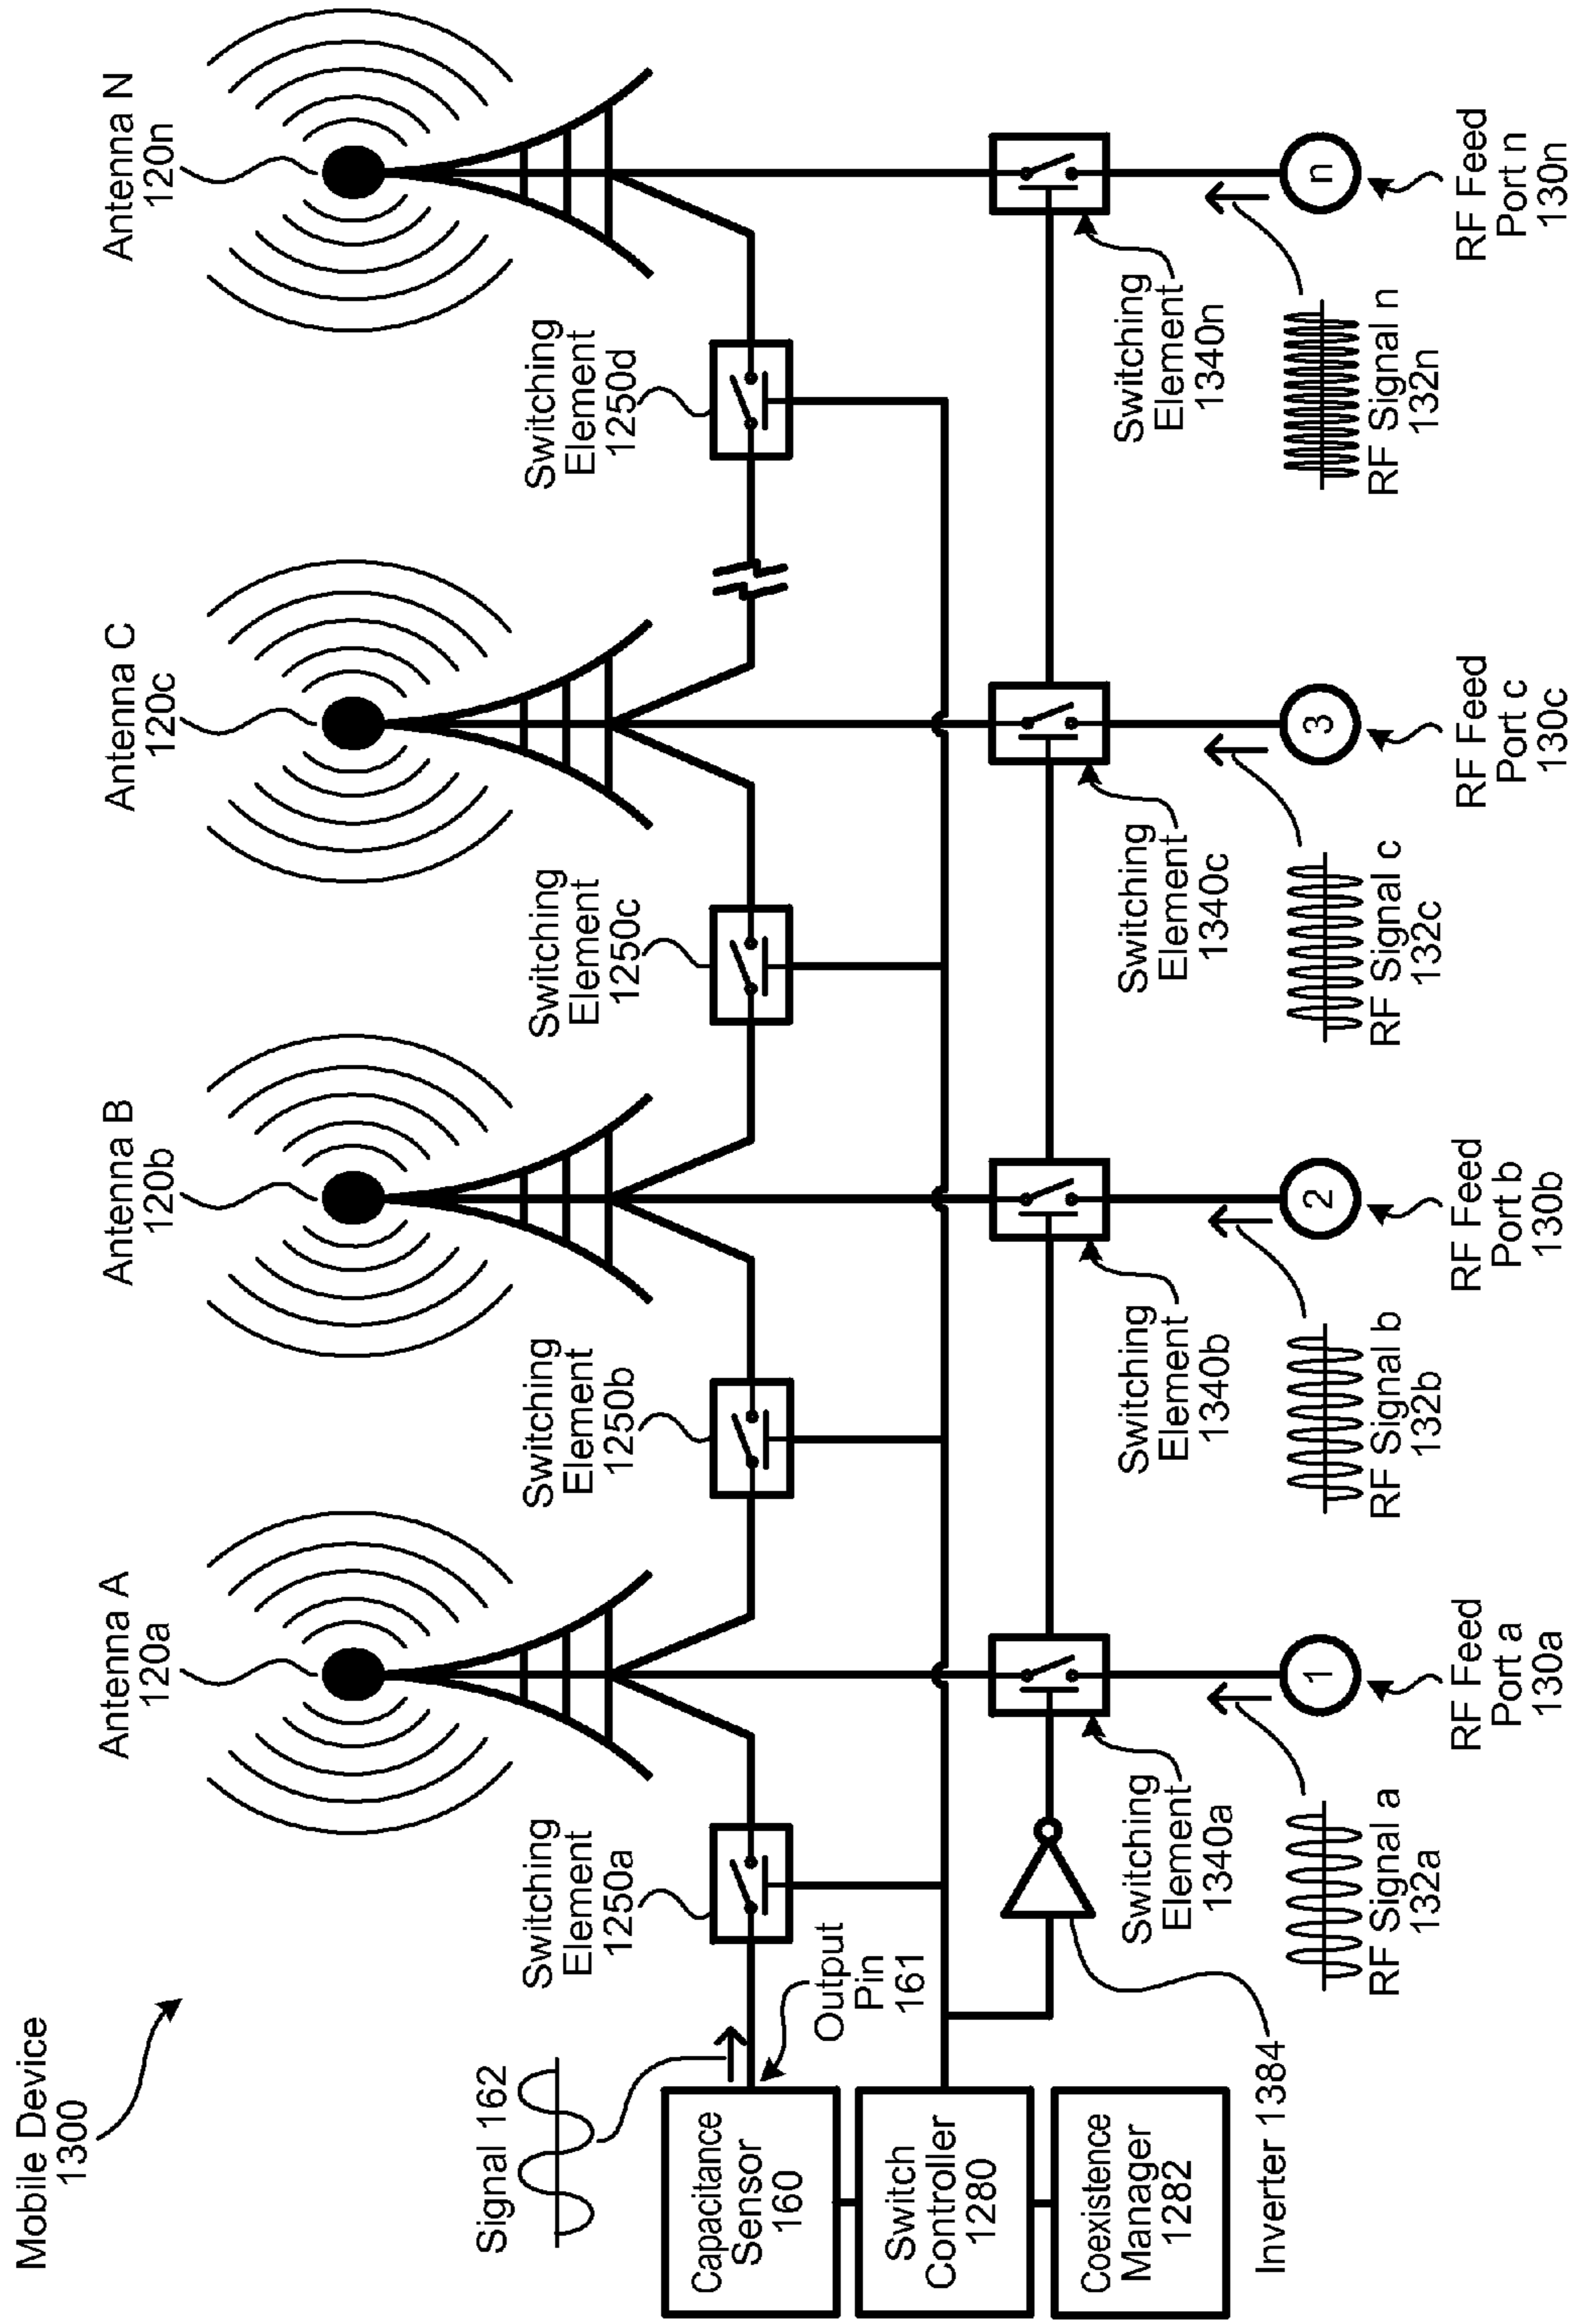 Mobile Device
1300
Antenna A
120a
Antenna B
120b
Antenna C
120c
Antenna N
120n
Signal 162
Switching
Element
1250a
Switching
Element
1250b
Switching
Element
1250c
Switching
Element
1250d
Capacitance
Sensor
160
Output
Pin
161
Switch
Controller
1280
Coexistence
Manager
1282
Inverter 1384
Switching
Element
1340a
Switching
Element
1340b
Switching
Element
1340c
Switching
Element
1340n
RF Signal a
132a
RF Signal b
132b
RF Signal c
132c
RF Signal n
132n
1
2
3
n
RF Feed
Port a
130a
RF Feed
Port b
130b
RF Feed
Port c
130c
RF Feed
Port n
130n